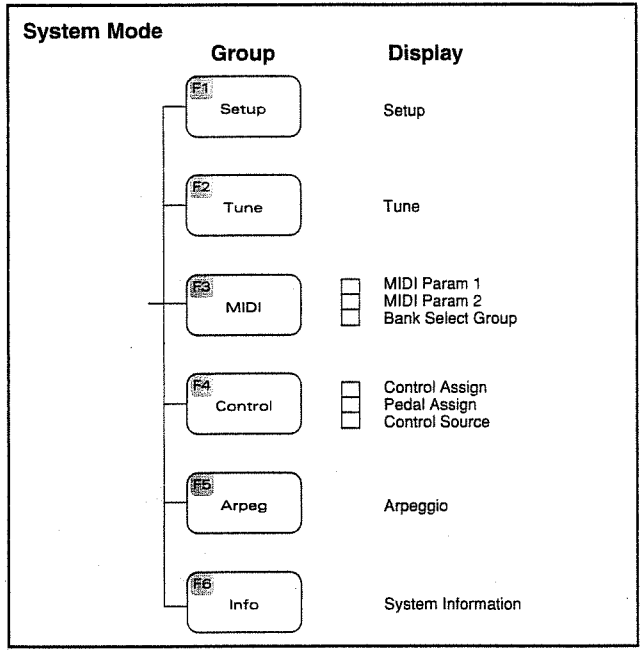 System Mode
Group Display
F1
Setup Setup
F2
Tune Tune
F3
MIDI
MIDI Param 1
MIDI Param 2
Bank Select Group
F4
Control
Control Assign
Pedal Assign
Control Source
F5
Arpeg Arpeggio
F6
Info System Information